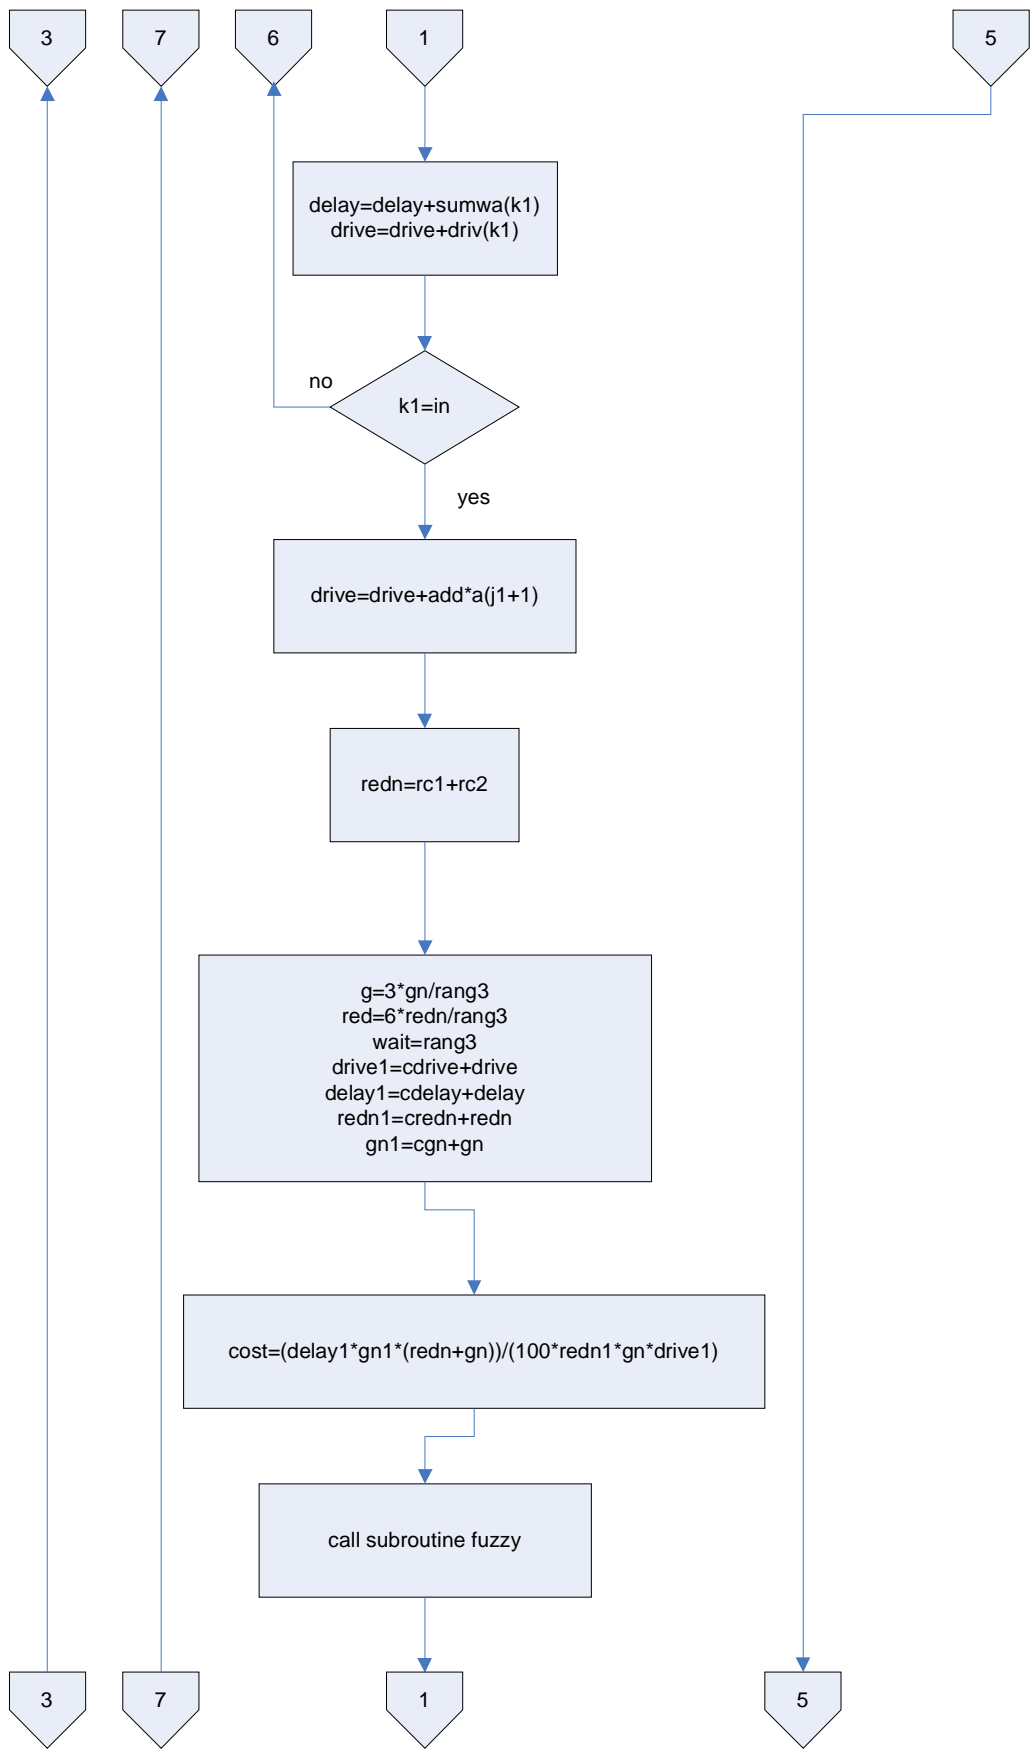 3
7
6
1
5
delay=delay+sumwa(k1)
drive=drive+driv(k1)
no
k1=in
yes
drive=drive+add*a(j1+1)
redn=rc1+rc2
g=3*gn/rang3
red=6*redn/rang3
wait=rang3
drive1=cdrive+drive
delay1=cdelay+delay
redn1=credn+redn
gn1=cgn+gn
cost=(delay1*gn1*(redn+gn))/(100*redn1*gn*drive1)
call subroutine fuzzy
3
7
1
5